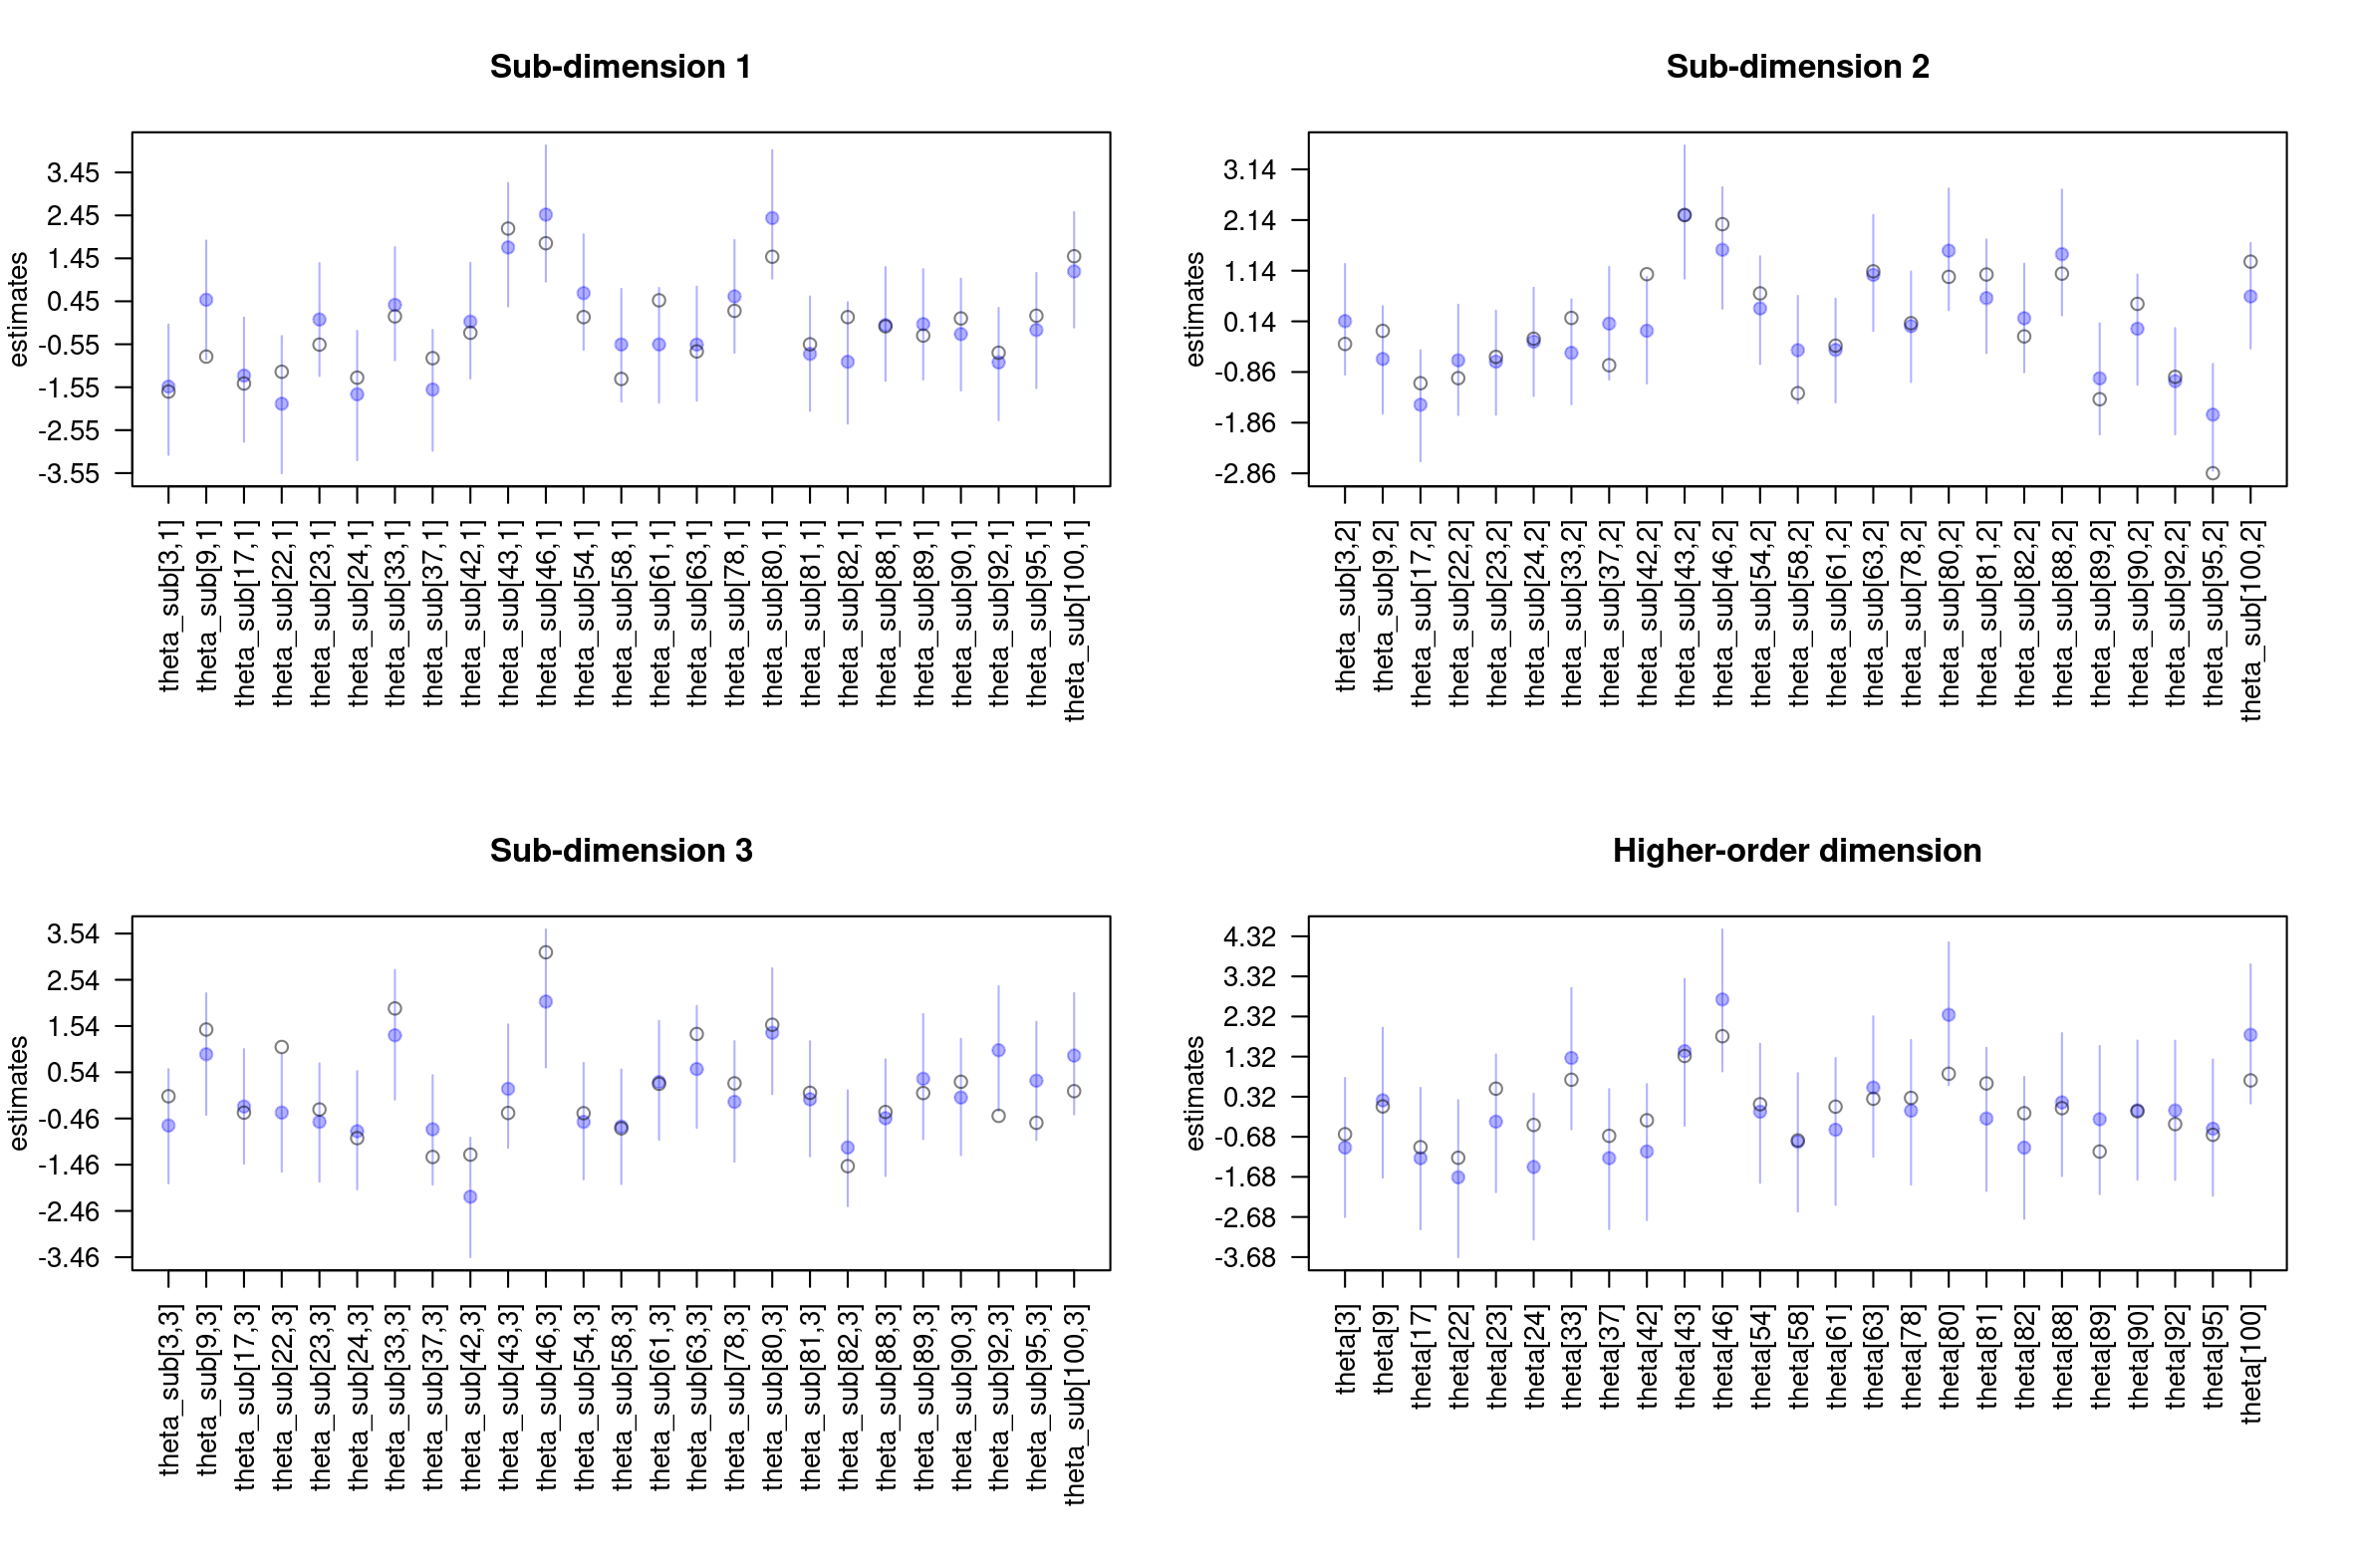 Sub-dimension 1
estimates
3.45
2.45
1.45
0.45
-0.55
-1.55
-2.55
-3.55
theta_sub[3,1]
theta_sub[9,1]
theta_sub[17,1]
theta_sub[22,1]
theta_sub[23,1]
theta_sub[24,1]
theta_sub[33,1]
theta_sub[37,1]
theta_sub[42,1]
theta_sub[43,1]
theta_sub[46,1]
theta_sub[54,1]
theta_sub[58,1]
theta_sub[61,1]
theta_sub[63,1]
theta_sub[78,1]
theta_sub[80,1]
theta_sub[81,1]
theta_sub[82,1]
theta_sub[88,1]
theta_sub[89,1]
theta_sub[90,1]
theta_sub[92,1]
theta_sub[95,1]
theta_sub[100,1]
Sub-dimension 2
estimates
3.14
2.14
1.14
0.14
-0.86
-1.86
-2.86
theta_sub[3,2]
theta_sub[9,2]
theta_sub[17,2]
theta_sub[22,2]
theta_sub[23,2]
theta_sub[24,2]
theta_sub[33,2]
theta_sub[37,2]
theta_sub[42,2]
theta_sub[43,2]
theta_sub[46,2]
theta_sub[54,2]
theta_sub[58,2]
theta_sub[61,2]
theta_sub[63,2]
theta_sub[78,2]
theta_sub[80,2]
theta_sub[81,2]
theta_sub[82,2]
theta_sub[88,2]
theta_sub[89,2]
theta_sub[90,2]
theta_sub[92,2]
theta_sub[95,2]
theta_sub[100,2]
Sub-dimension 3
estimates
3.54
2.54
1.54
0.54
-0.46
-1.46
-2.46
-3.46
theta_sub[3,3]
theta_sub[9,3]
theta_sub[17,3]
theta_sub[22,3]
theta_sub[23,3]
theta_sub[24,3]
theta_sub[33,3]
theta_sub[37,3]
theta_sub[42,3]
theta_sub[43,3]
theta_sub[46,3]
theta_sub[54,3]
theta_sub[58,3]
theta_sub[61,3]
theta_sub[63,3]
theta_sub[78,3]
theta_sub[80,3]
theta_sub[81,3]
theta_sub[82,3]
theta_sub[88,3]
theta_sub[89,3]
theta_sub[90,3]
theta_sub[92,3]
theta_sub[95,3]
theta_sub[100,3]
Higher-order dimension
estimates
4.32
3.32
2.32
1.32
0.32
-0.68
-1.68
-2.68
-3.68
theta[3]
theta[9]
theta[17]
theta[22]
theta[23]
theta[24]
theta[33]
theta[37]
theta[42]
theta[43]
theta[46]
theta[54]
theta[58]
theta[61]
theta[63]
theta[78]
theta[80]
theta[81]
theta[82]
theta[88]
theta[89]
theta[90]
theta[92]
theta[95]
theta[100]